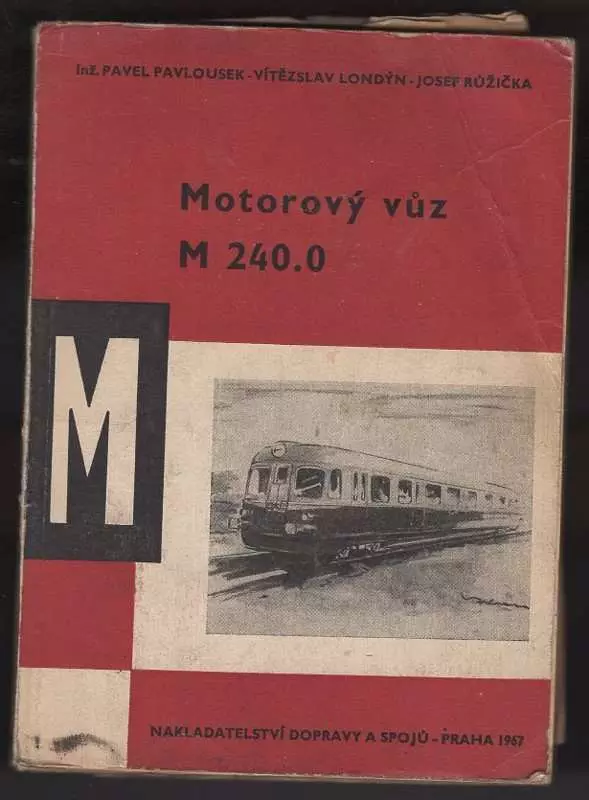 Inž. PAVEL PAVLOUSEK - VÍTĚZSLAV LONDÝN - JOSEF RŮŽIČKA
Motorový vůz
M 240.0
M
NAKLADATELSTVÍ DOPRAVY A SPOJŮ - PRAHA 1967